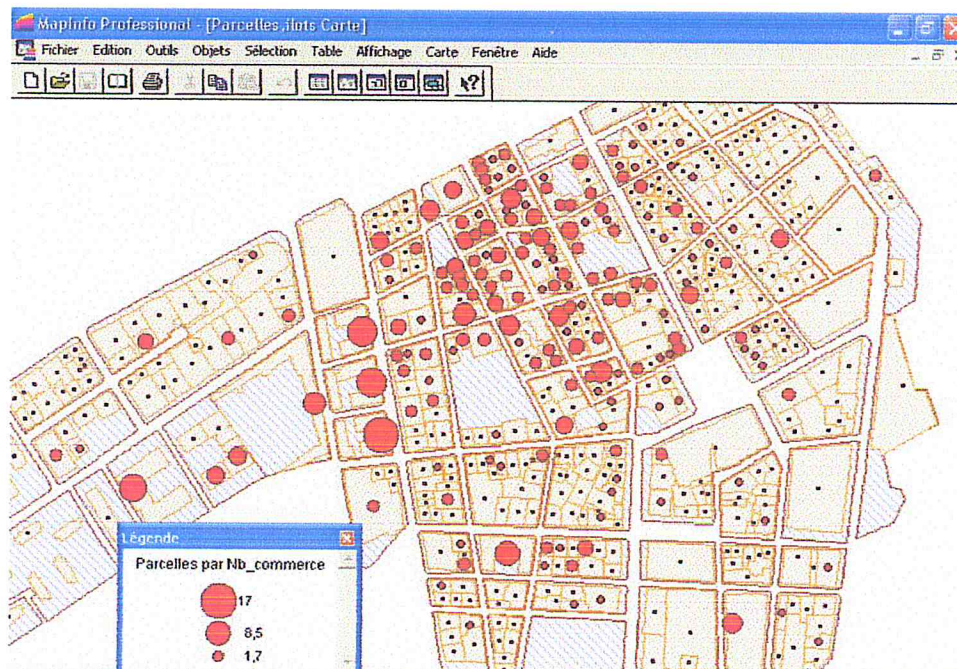 MapInfo Professional - [Parcelles,ilots Carte]
Fichier Edition Outils Objets Sélection Table Affichage Carte Fenêtre Aide
Légende
Parcelles par Nb_commerce
17
8,5
1,7